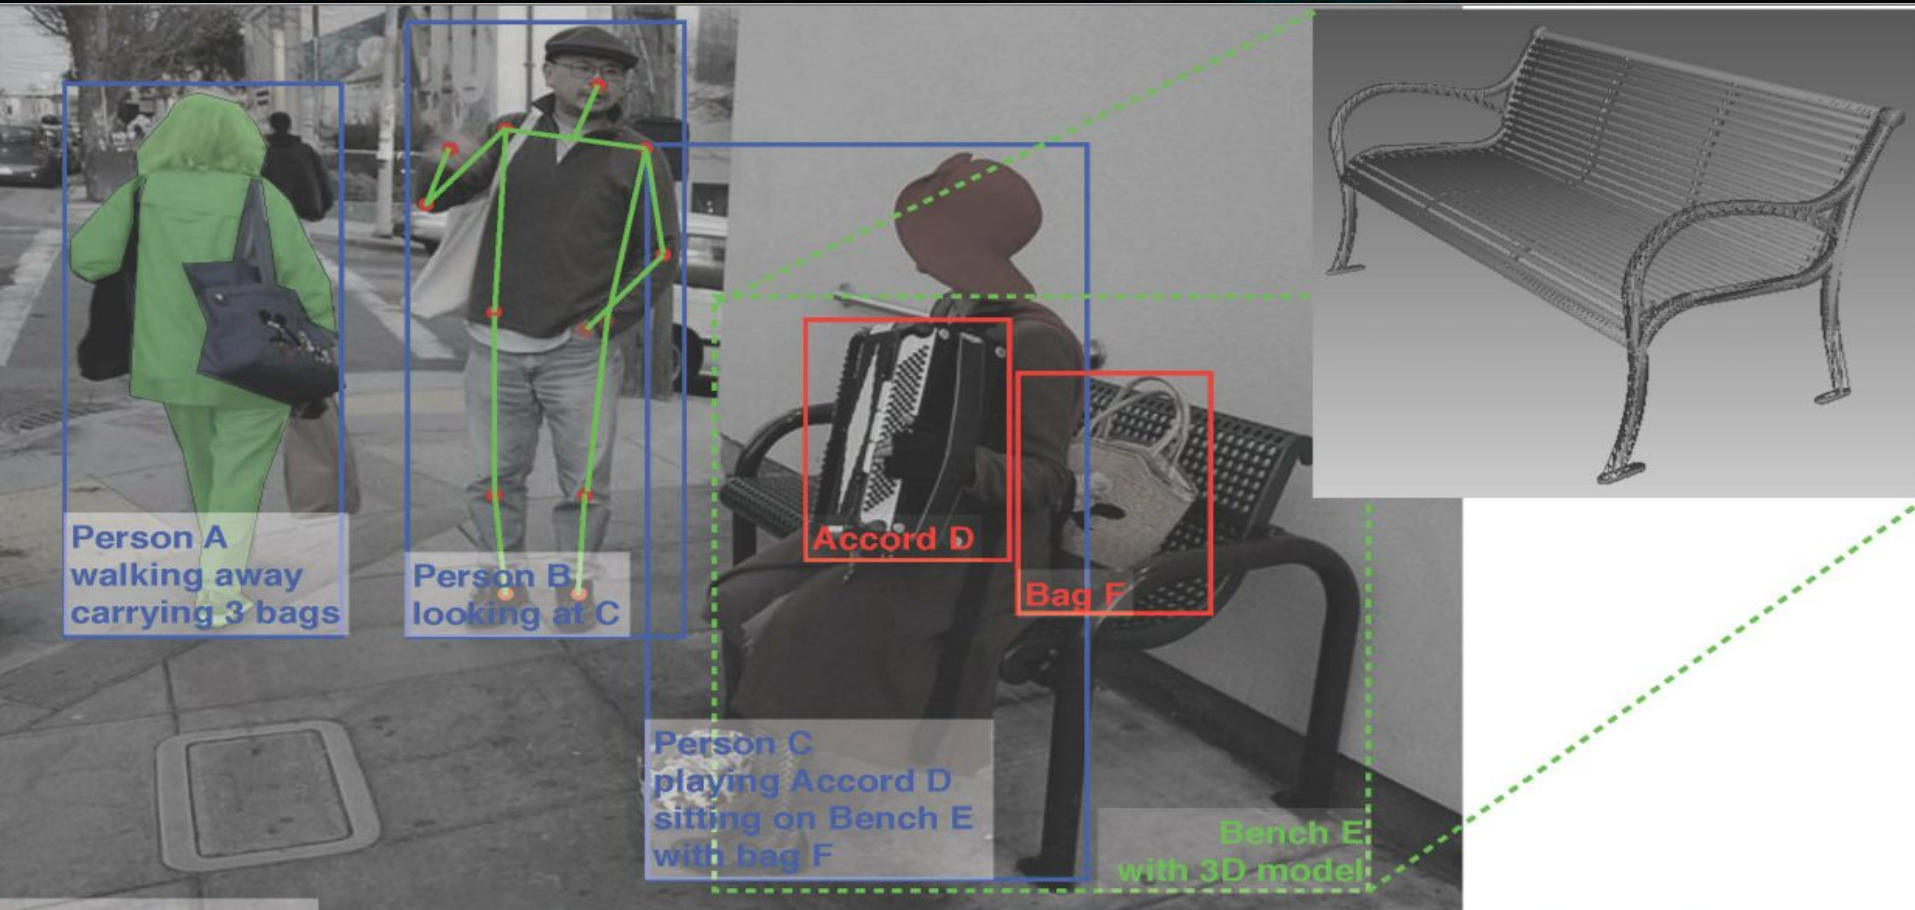 Person A
walking away
carrying 3 bags
Person B
looking at C
Accord D
Bag F
Person C
playing Accord D
sitting on Bench E
with bag F
Bench E
with 3D model